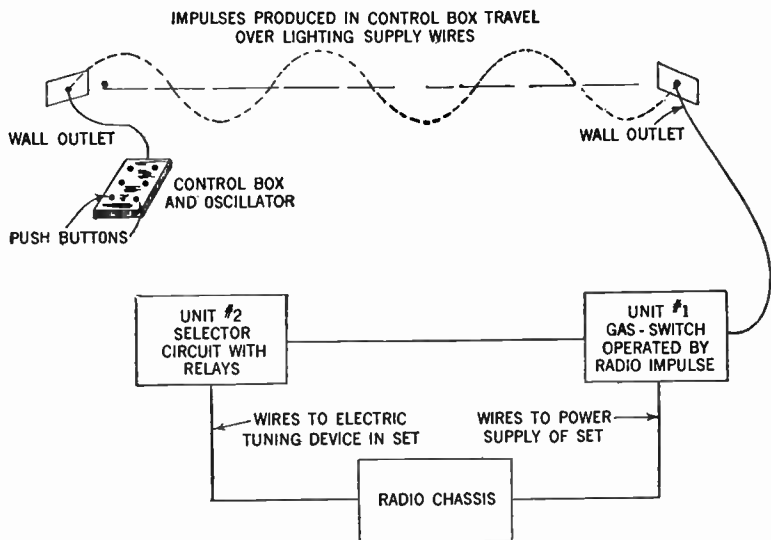 IMPULSES PRODUCED IN CONTROL BOX TRAVEL
OVER LIGHTING SUPPLY WIRES
WALL OUTLET
WALL OUTLET
CONTROL BOX
AND OSCILLATOR
PUSH BUTTONS
UNIT #2
SELECTOR
CIRCUIT WITH
RELAYS
UNIT #1
GAS-SWITCH
OPERATED BY
RADIO IMPULSE
WIRES TO ELECTRIC
TUNING DEVICE IN SET
WIRES TO POWER
SUPPLY OF SET
RADIO CHASSIS